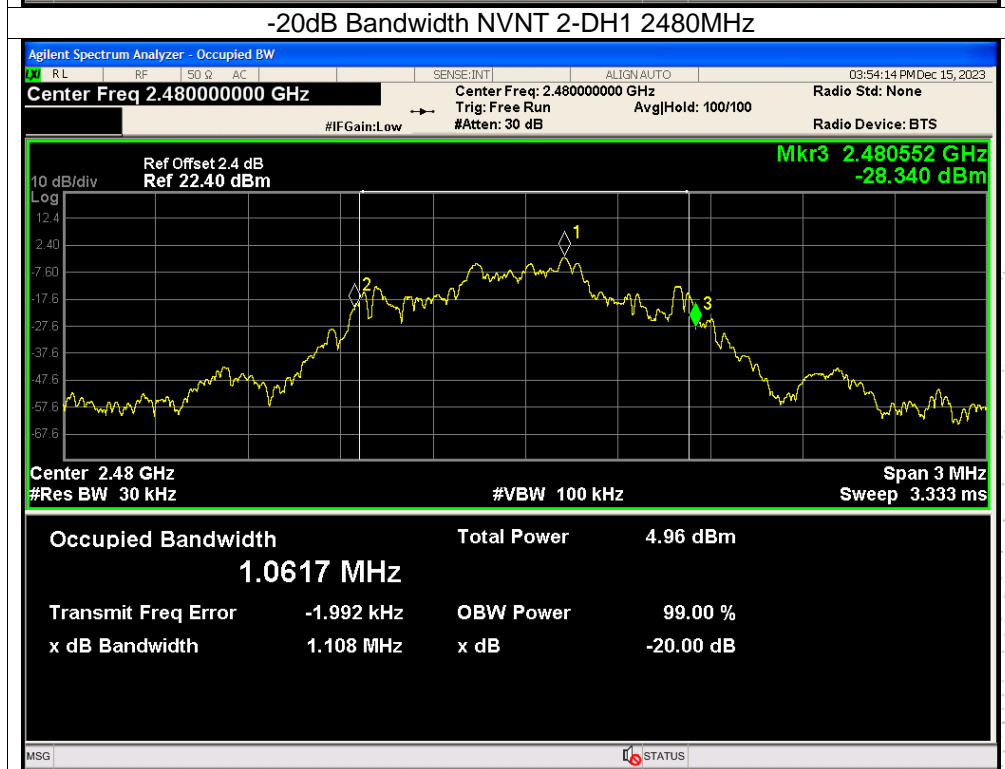 -20dB Bandwidth NVNT 2-DH1 2480MHz
Agilent Spectrum Analyzer - Occupied BW
LXI RL RF 50 Ω AC SENSE:INT ALIGN AUTO 03:54:14 PM Dec 15, 2023
Center Freq 2.480000000 GHz Center Freq: 2.480000000 GHz Radio Std: None
Trig: Free Run Avg|Hold: 100/100
#IFGain:Low #Atten: 30 dB Radio Device: BTS
Mkr3 2.480552 GHz
Ref Offset 2.4 dB
10 dB/div Ref 22.40 dBm -28.340 dBm
Log
12.4
2.40
1
-7.60
2
-17.6
3
-27.6
-37.6
-47.6
-57.6
-67.6
Center 2.48 GHz Span 3 MHz
#Res BW 30 kHz #VBW 100 kHz Sweep 3.333 ms
Occupied Bandwidth Total Power 4.96 dBm
1.0617 MHz
Transmit Freq Error -1.992 kHz OBW Power 99.00 %
x dB Bandwidth 1.108 MHz x dB -20.00 dB
MSG STATUS